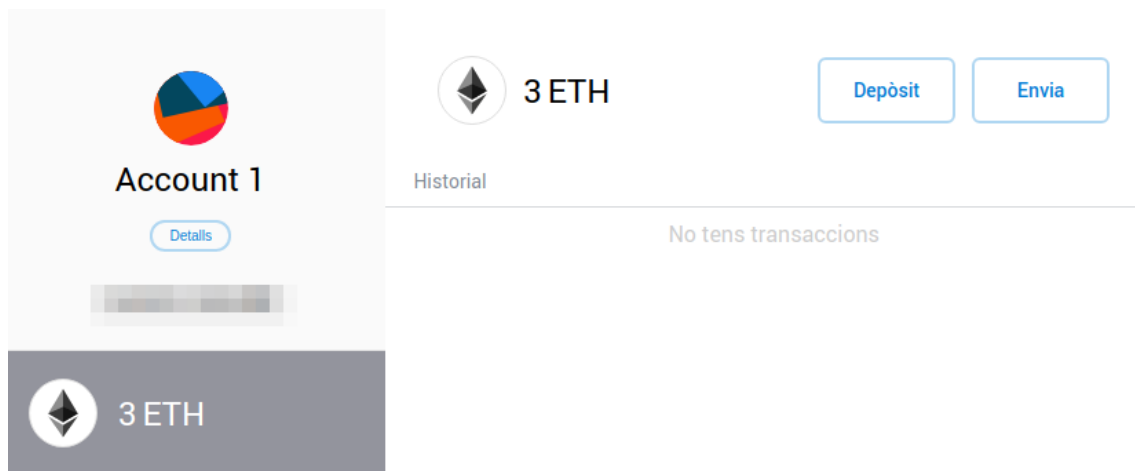 Account 1
Detalls
3 ETH
3 ETH
Depòsit
Envia
Historial
No tens transaccions